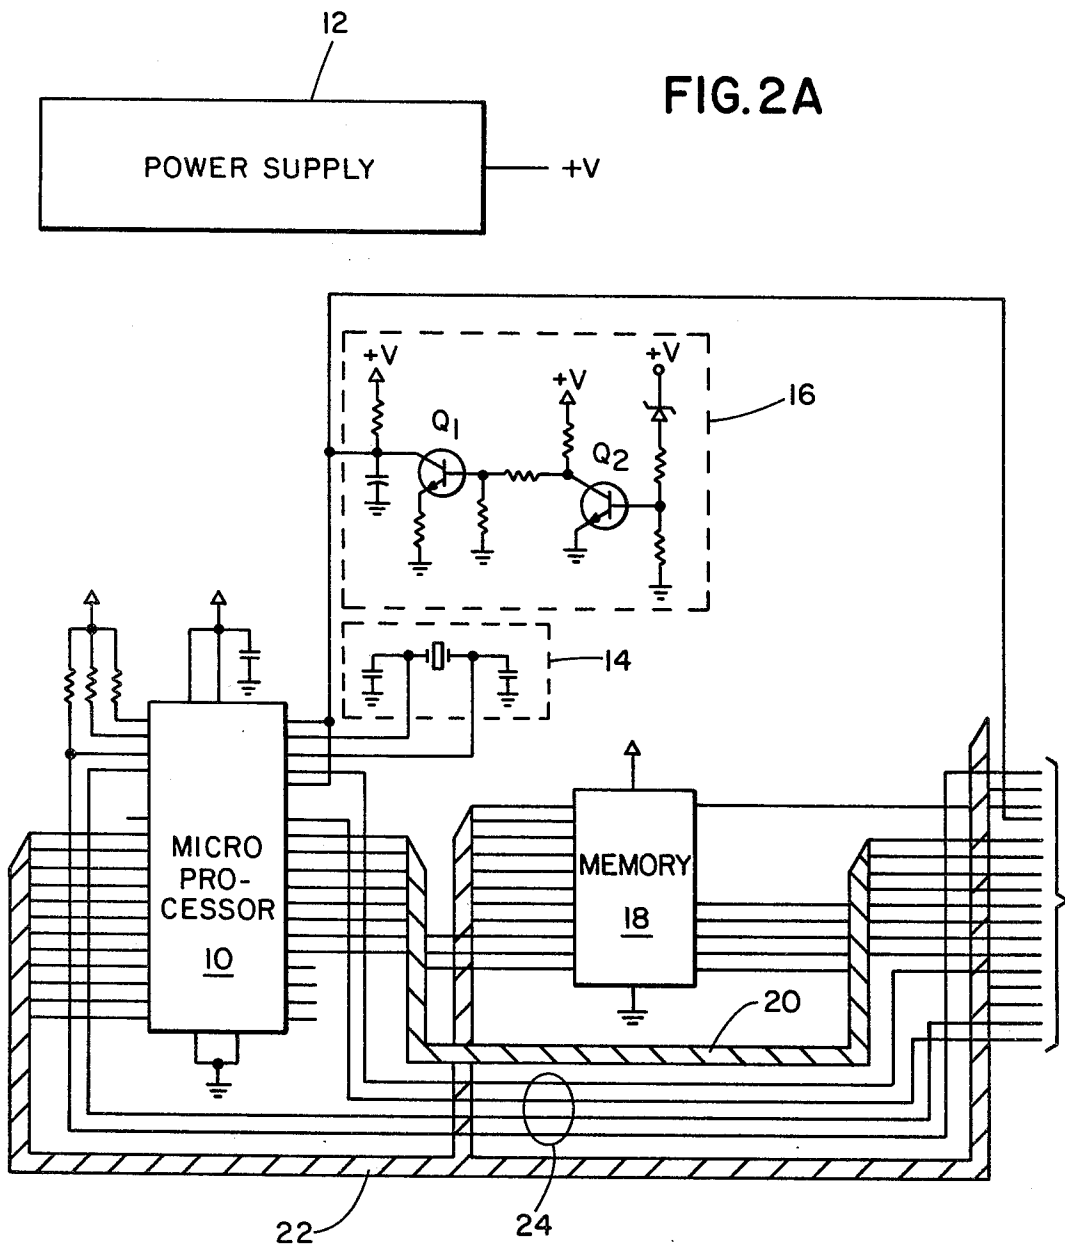 12
FIG. 2A
POWER SUPPLY
+V
+V
+V
+V
16
Q1
Q2
14
MICRO
PRO-
CESSOR
10
MEMORY
18
20
22
24